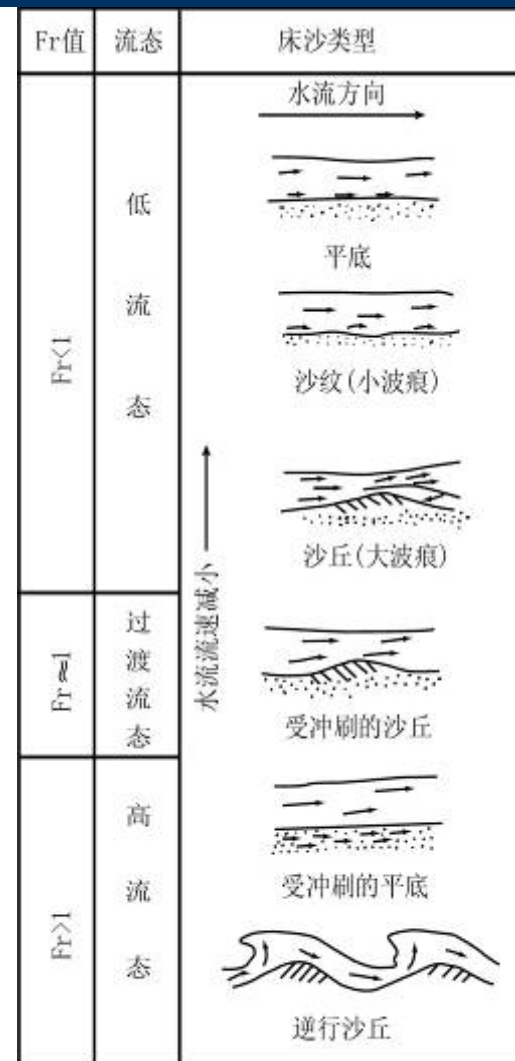 Fr值 流态 床沙类型
水流方向
Fr<1
低流态
平底
沙纹(小波痕)
沙丘(大波痕)
水流流速减小
Fr≈1
过渡流态
受冲刷的沙丘
Fr>1
高流态
受冲刷的平底
逆行沙丘